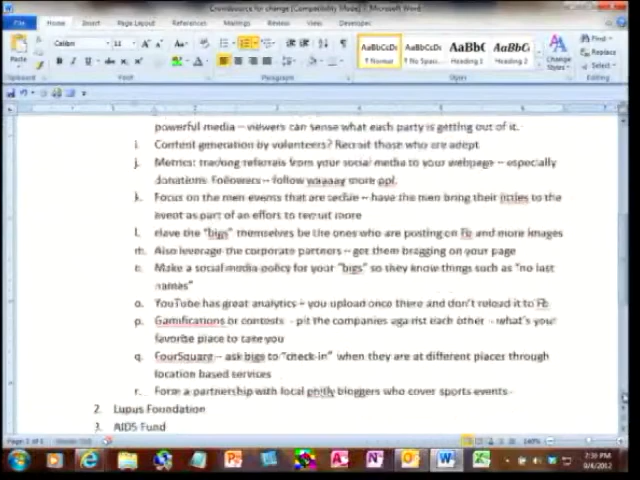 Crowdsource for change [Compatibility Mode] - Microsoft Word
File Home Insert Page Layout References Mailings Review View Developer
Calibri 11
Paste
B I U
AaBbCcDc AaBbCcDc AaBbC AaBbCc
¶ Normal ¶ No Spaci... Heading 1 Heading 2
Change Styles
Find
Replace
Select
Clipboard Font Paragraph Styles Editing
powerful media – viewers can sense what each party is getting out of it.
i. Content generation by volunteers? Recruit those who are adept
j. Metrics: tracking referrals from your social media to your webpage – especially
donations. Followers – follow wayaay more ppl.
k. Focus on the men events that are techie – have the men bring their littles to the
event as part of an effort to recruit more
l. Have the "bigs" themselves be the ones who are posting on Fb and more images
m. Also leverage the corporate partners – get them bragging on your page
n. Make a social media policy for your "bigs" so they know things such as "no last
names"
o. YouTube has great analytics – you upload once there and don't reload it to Fb
p. Gamifications or contests - pit the companies against each other – what's your
favorite place to take you
q. FourSquare – ask bigs to "check-in" when they are at different places through
location based services
r. Form a partnership with local philly bloggers who cover sports events
2. Lupus Foundation
3. AIDS Fund
140%
7:39 PM
9/4/2012